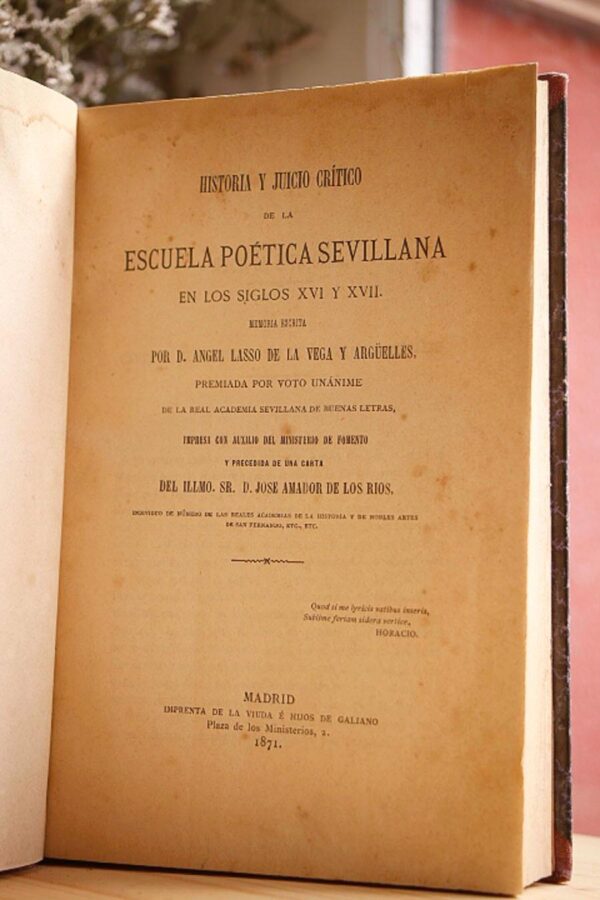 HISTORIA Y JUICIO CRÍTICO
DE LA
ESCUELA POÉTICA SEVILLANA
EN LOS SIGLOS XVI Y XVII.
MEMORIA ESCRITA
POR D. ANGEL LASSO DE LA VEGA Y ARGÜELLES,
PREMIADA POR VOTO UNÁNIME
DE LA REAL ACADEMIA SEVILLANA DE BUENAS LETRAS,
IMPRESA CON AUXILIO DEL MINISTERIO DE FOMENTO
Y PRECEDIDA DE UNA CARTA
DEL ILLMO. SR. D. JOSE AMADOR DE LOS RIOS,
INDIVIDUO DE NÚMERO DE LAS REALES ACADEMIAS DE LA HISTORIA Y DE NOBLES ARTES
DE SAN FERNANDO, ETC., ETC.
Quod si me lyricis vatibus inseris,
Sublime feriam sidera vertice,
HORACIO.
MADRID
IMPRENTA DE LA VIUDA É HIJOS DE GALIANO
Plaza de los Ministerios, 2.
1871.